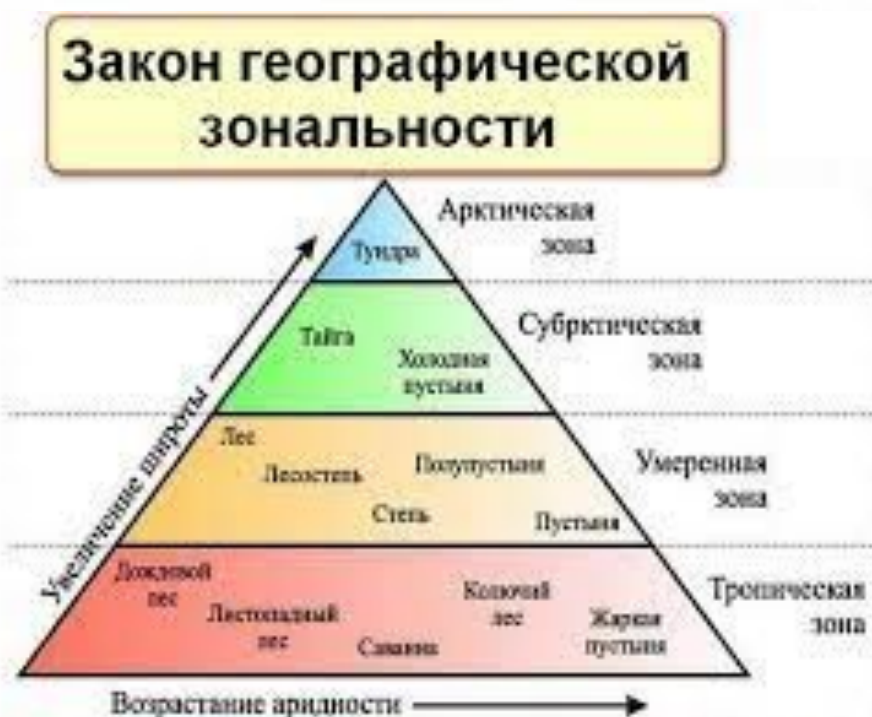 Закон географической
зональности
Арктическая
зона
Тундра
Субрктическая
зона
Тайга
Холодная
пустыня
Увеличение широты
Лес
Лесостепь
Полупустыня
Степь
Пустыня
Умеренная
зона
Дождевой
лес
Листопадный
лес
Саванна
Колючий
лес
Жаркая
пустыня
Тропическая
зона
Возрастание аридности